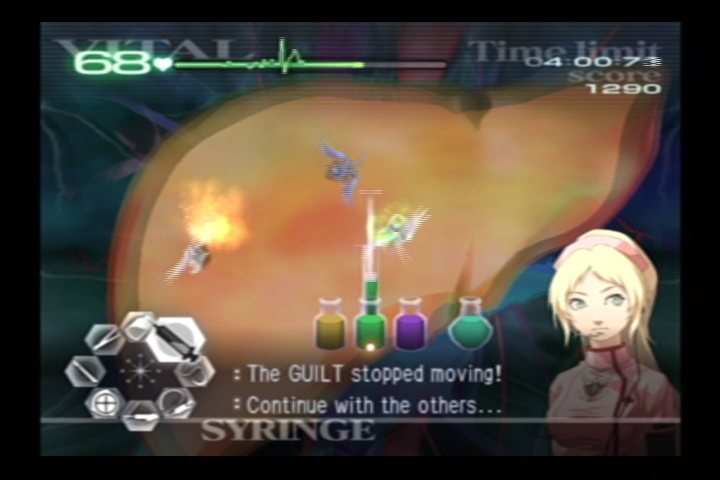 VITAL
68
Time limit
04:00:73
score
1290
: The GUILT stopped moving!
: Continue with the others...
SYRINGE